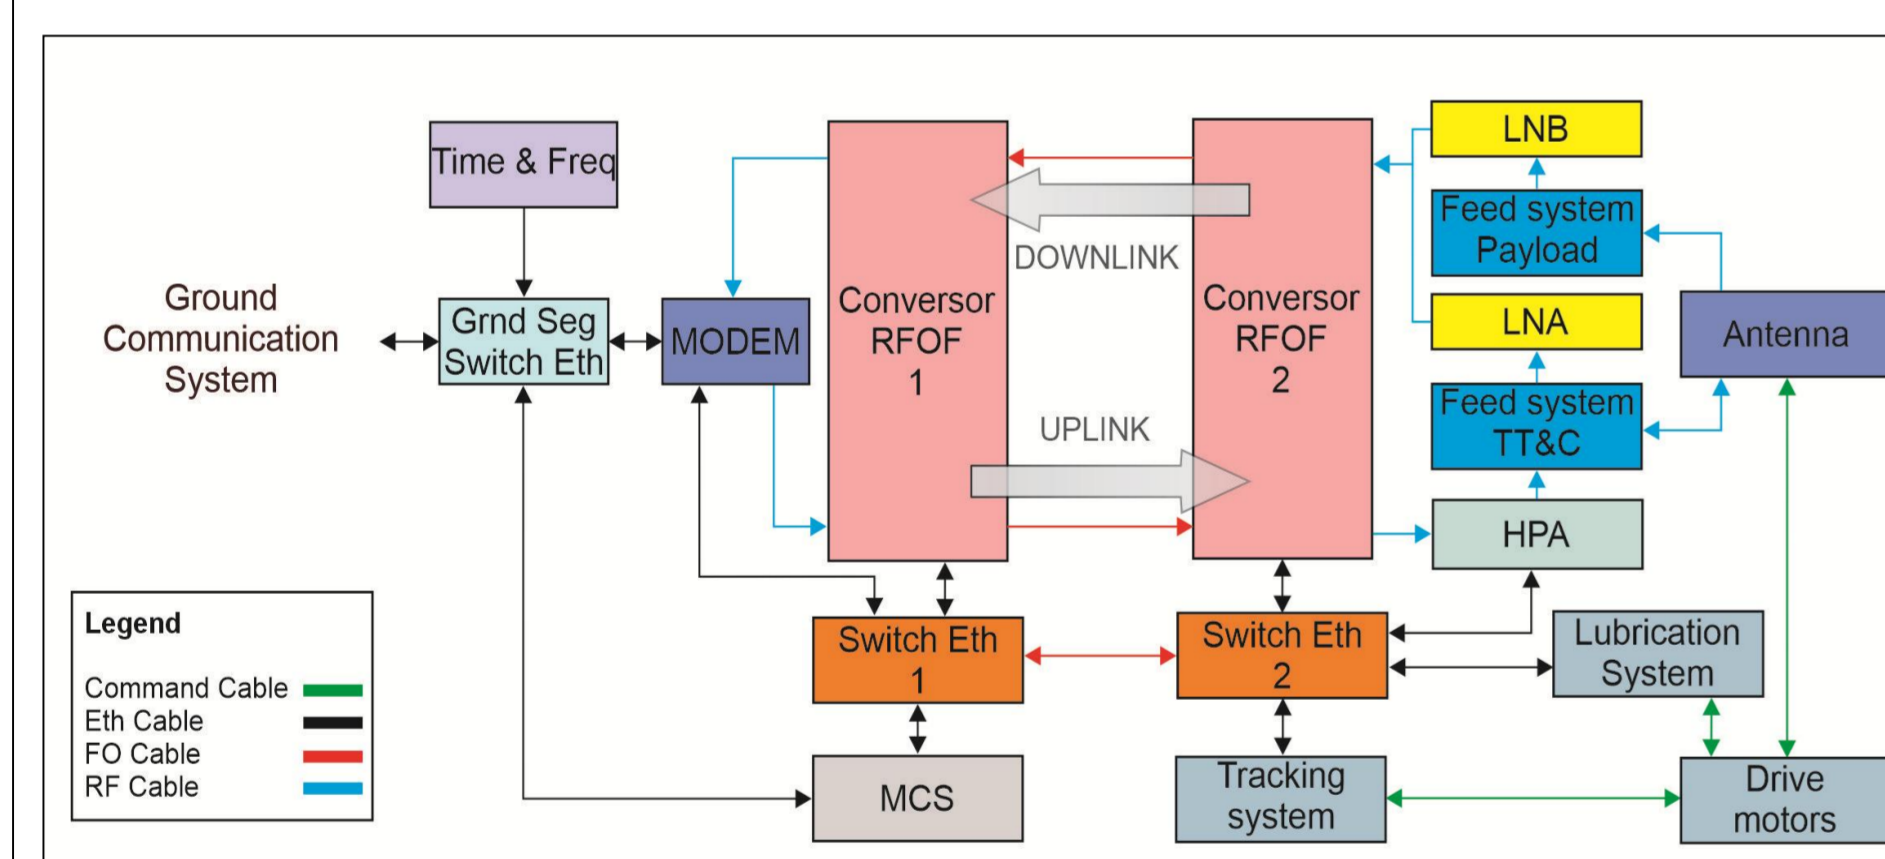 Time & Freq
Ground
Communication
System
Grnd Seg
Switch Eth
MODEM
Conversor
RFOF
1
DOWNLINK
UPLINK
Conversor
RFOF
2
LNB
Feed system
Payload
LNA
Feed system
TT&C
HPA
Antenna
Switch Eth
1
Switch Eth
2
Lubrication
System
MCS
Tracking
system
Drive
motors
Legend
Command Cable
Eth Cable
FO Cable
RF Cable